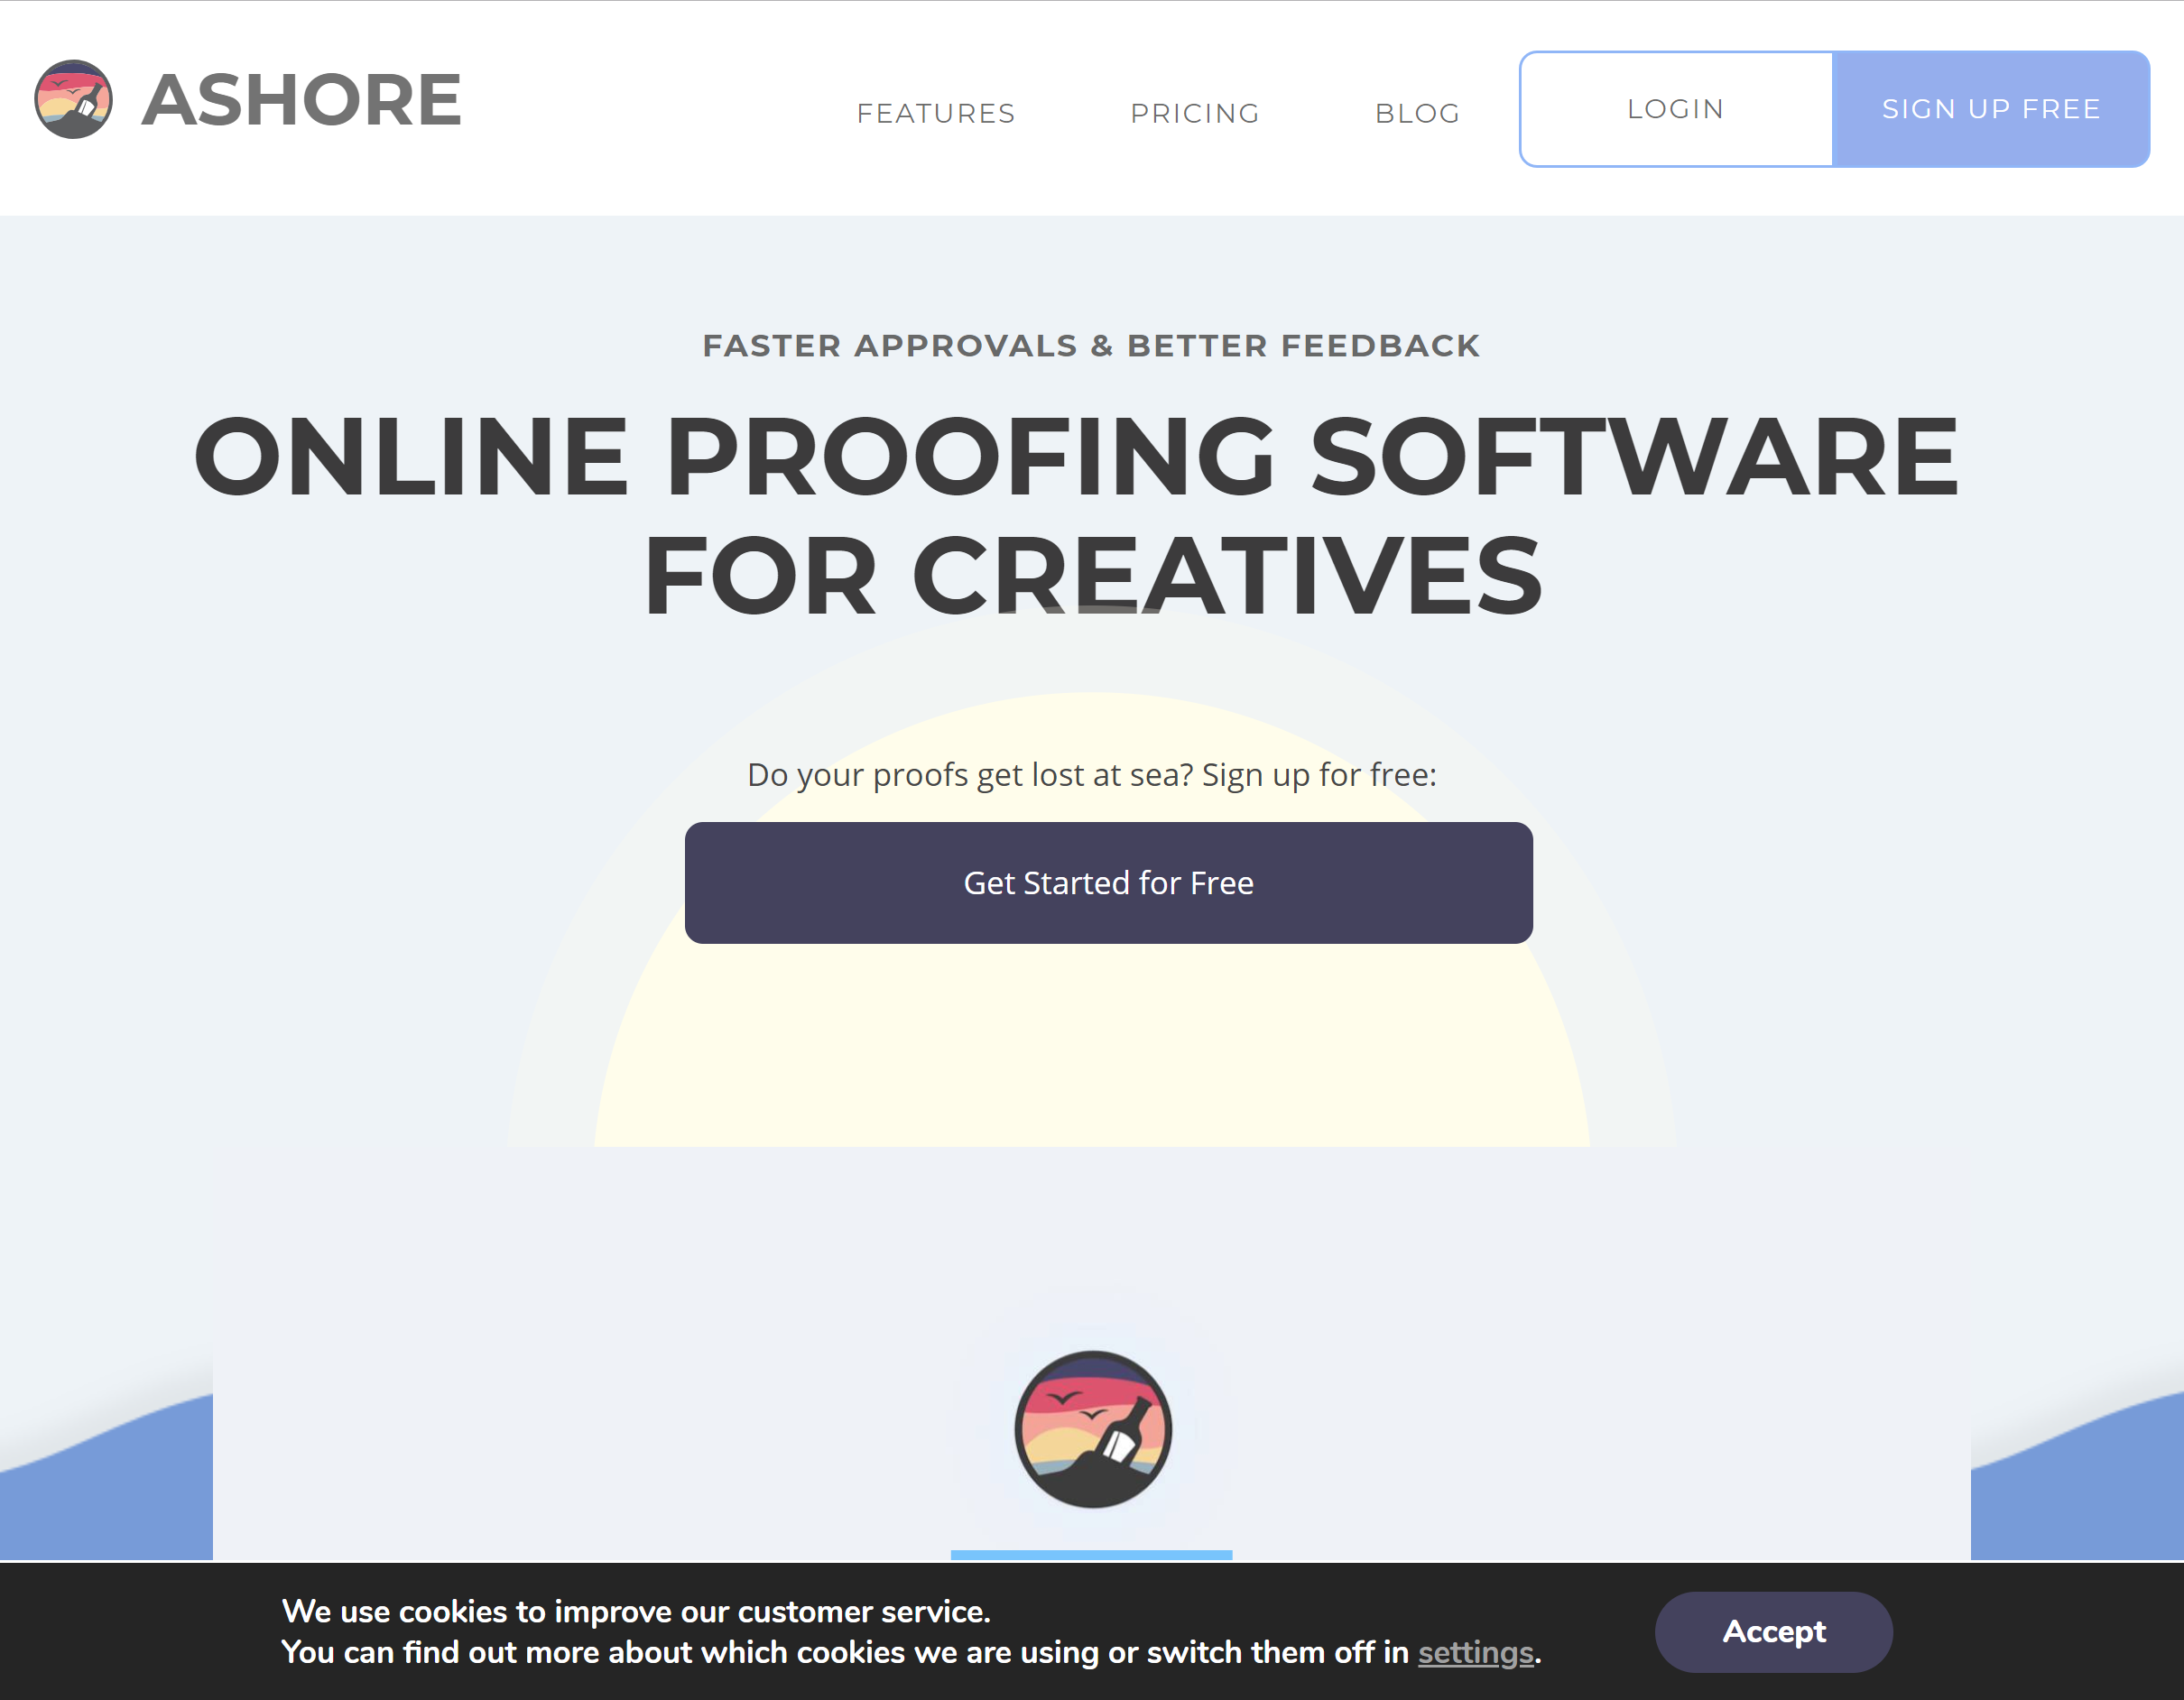 ASHORE
FEATURES
PRICING
BLOG
LOGIN
SIGN UP FREE
FASTER APPROVALS & BETTER FEEDBACK
ONLINE PROOFING SOFTWARE
FOR CREATIVES
Do your proofs get lost at sea? Sign up for free:
Get Started for Free
We use cookies to improve our customer service.
You can find out more about which cookies we are using or switch them off in settings.
Accept